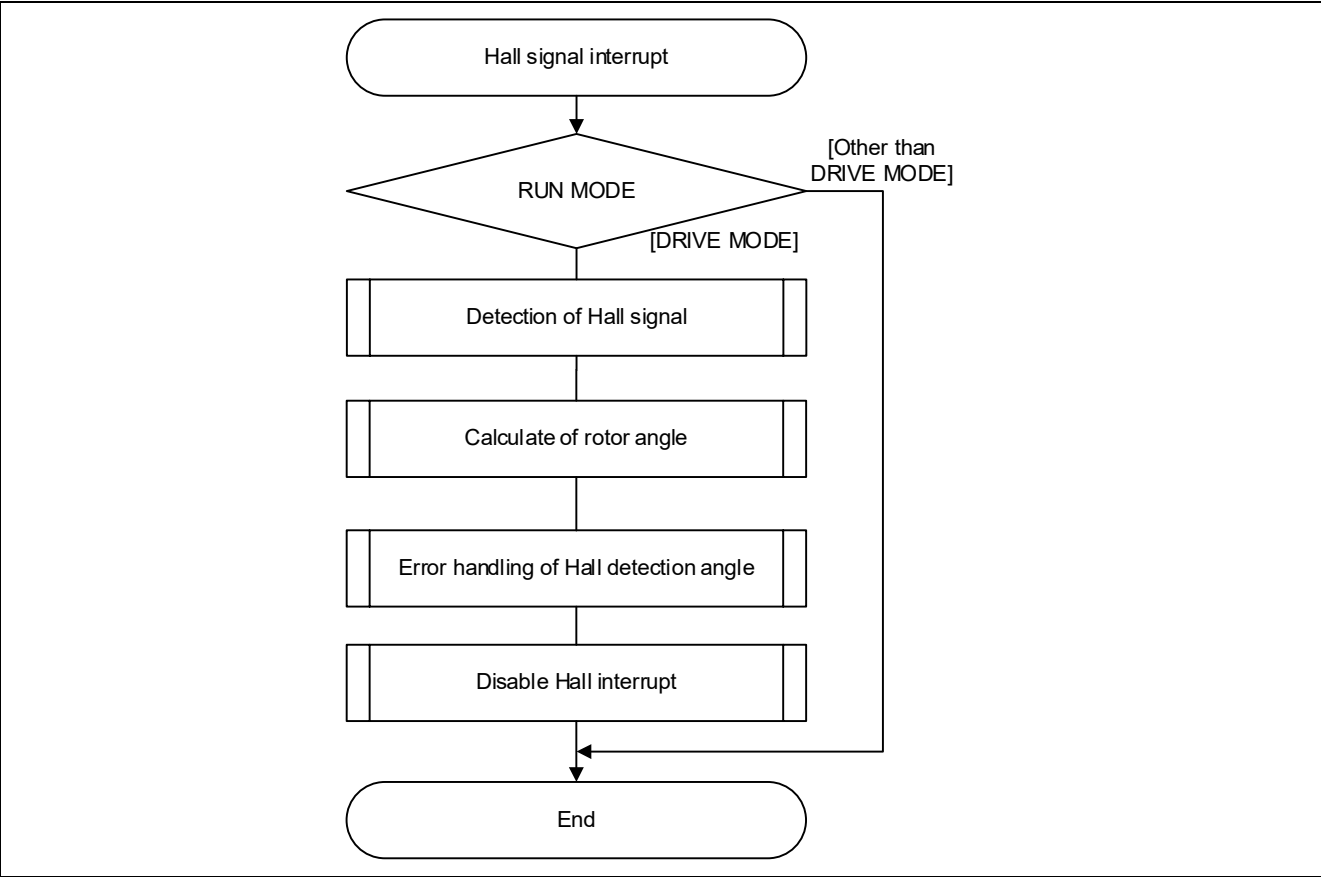 Hall signal interrupt
[Other than
DRIVE MODE]
RUN MODE
[DRIVE MODE]
Detection of Hall signal
Calculate of rotor angle
Error handling of Hall detection angle
Disable Hall interrupt
End